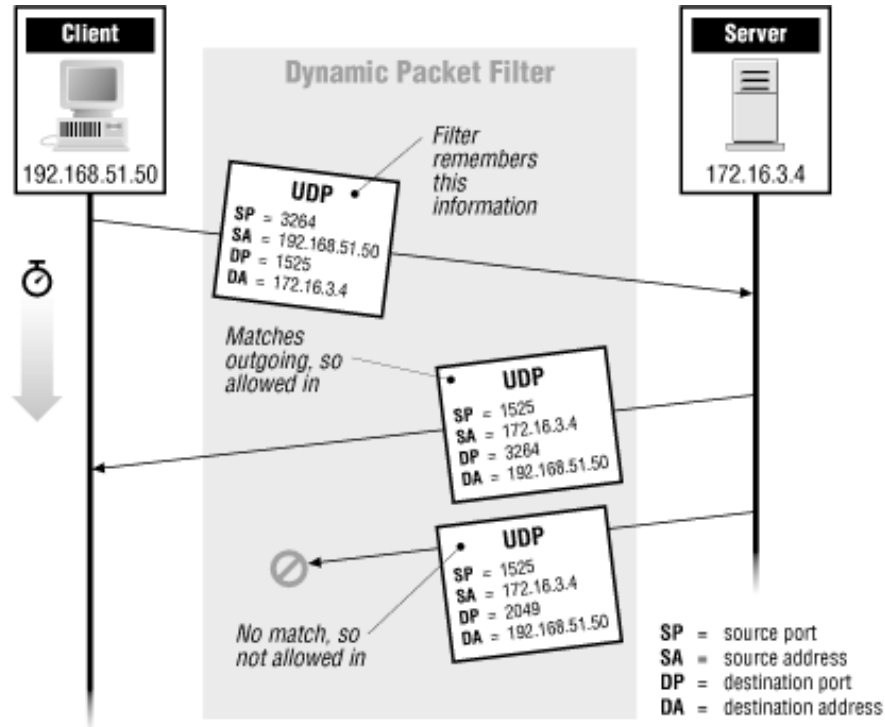 Client
192.168.51.50
Dynamic Packet Filter
Server
172.16.3.4
Filter
remembers
this
information
UDP
SP = 3264
SA = 192.168.51.50
DP = 1525
DA = 172.16.3.4
Matches
outgoing, so
allowed in
UDP
SP = 1525
SA = 172.16.3.4
DP = 3264
DA = 192.168.51.50
UDP
SP = 1525
SA = 172.16.3.4
DP = 2049
DA = 192.168.51.50
No match, so
not allowed in
SP = source port
SA = source address
DP = destination port
DA = destination address